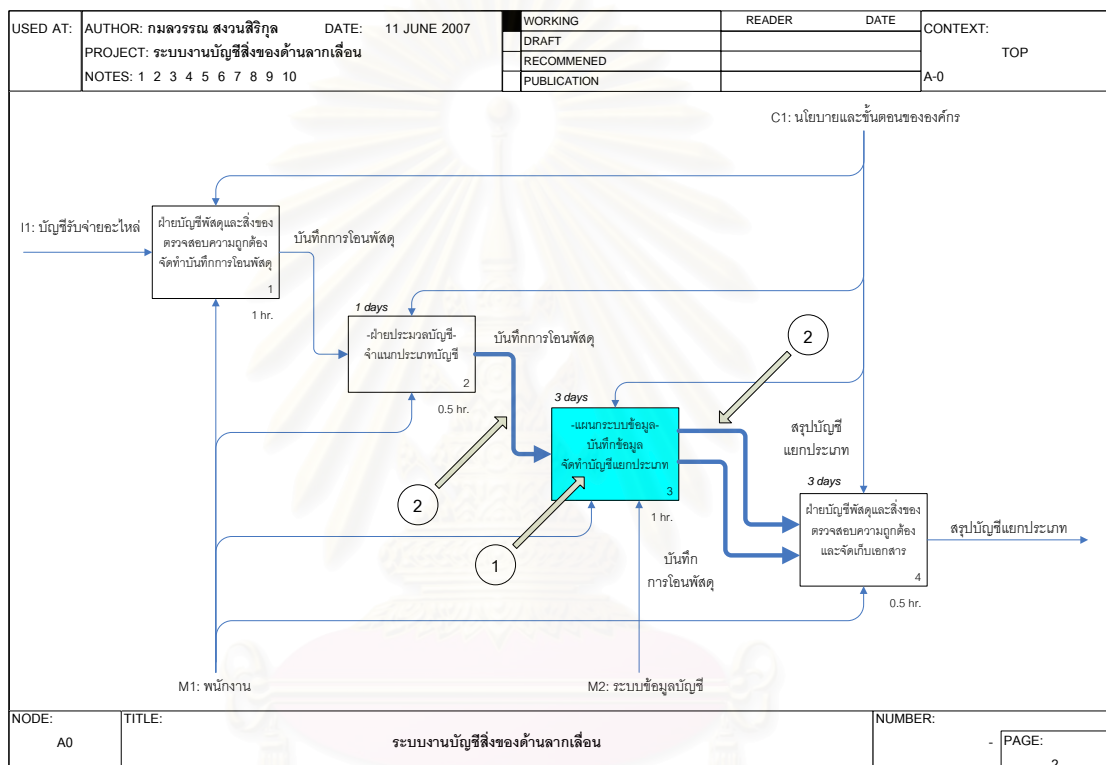 USED AT:
AUTHOR: กมลวรรณ สงวนสิริกุล DATE: 11 JUNE 2007
PROJECT: ระบบงานบัญชีสิ่งของด้านลากเลื่อน
NOTES: 1 2 3 4 5 6 7 8 9 10
WORKING
DRAFT
RECOMMENED
PUBLICATION
READER DATE
CONTEXT:
TOP
A-0
C1: นโยบายและขั้นตอนขององค์กร
I1: บัญชีรับจ่ายอะไหล่
ฝ่ายบัญชีพัสดุและสิ่งของ
ตรวจสอบความถูกต้อง
จัดทำบันทึกการโอนพัสดุ
1
1 hr.
บันทึกการโอนพัสดุ
1 days
-ฝ่ายประมวลบัญชี-
จำแนกประเภทบัญชี
2
0.5 hr.
บันทึกการโอนพัสดุ
2
2
1
3 days
-แผนกระบบข้อมูล-
บันทึกข้อมูล
จัดทำบัญชีแยกประเภท
3
1 hr.
บันทึก
การโอนพัสดุ
สรุปบัญชี
แยกประเภท
3 days
ฝ่ายบัญชีพัสดุและสิ่งของ
ตรวจสอบความถูกต้อง
และจัดเก็บเอกสาร
4
0.5 hr.
สรุปบัญชีแยกประเภท
M1: พนักงาน
M2: ระบบข้อมูลบัญชี
NODE:
A0
TITLE:
ระบบงานบัญชีสิ่งของด้านลากเลื่อน
NUMBER:
-
PAGE:
2